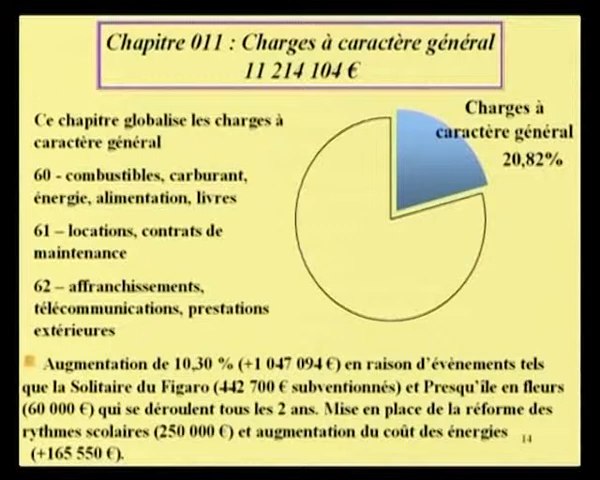 Chapitre 011 : Charges à caractère général
11 214 104 €
Ce chapitre globalise les charges à
caractère général
60 - combustibles, carburant,
énergie, alimentation, livres
61 – locations, contrats de
maintenance
62 – affranchissements,
télécommunications, prestations
extérieures
Charges à
caractère général
20,82%
Augmentation de 10,30 % (+1 047 094 €) en raison d'évènements tels
que la Solitaire du Figaro (442 700 € subventionnés) et Presqu'île en fleurs
(60 000 €) qui se déroulent tous les 2 ans. Mise en place de la réforme des
rythmes scolaires (250 000 €) et augmentation du coût des énergies
(+165 550 €).
14